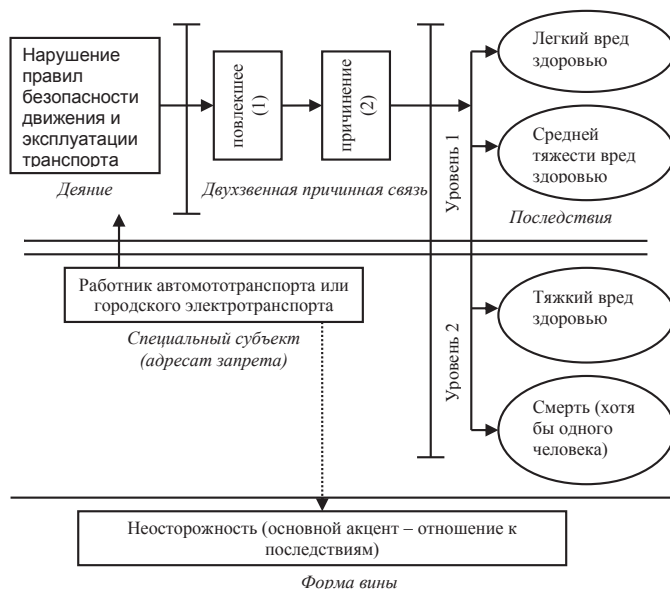 Нарушение
правил
безопасности
движения и
эксплуатации
транспорта
Деяние
повлекшее
(1)
причинение
(2)
Двухзвенная причинная связь
Уровень 1
Легкий вред
здоровью
Средней
тяжести вред
здоровью
Последствия
Работник автомототранспорта или
городского электротранспорта
Специальный субъект
(адресат запрета)
Уровень 2
Тяжкий вред
здоровью
Смерть (хотя
бы одного
человека)
Неосторожность (основной акцент – отношение к
последствиям)
Форма вины